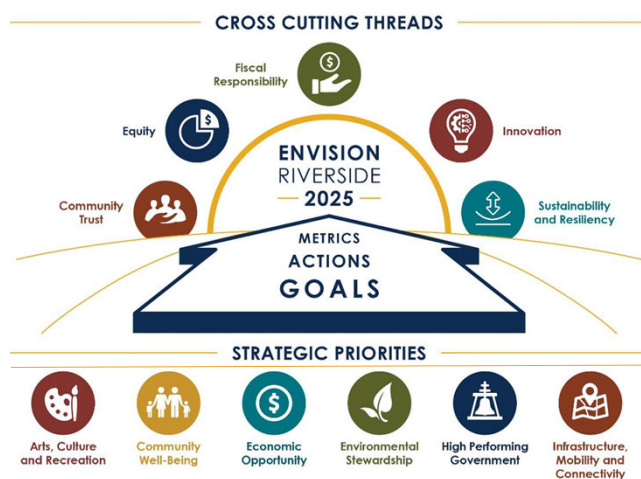 CROSS CUTTING THREADS
Fiscal
Responsibility
$
Equity
$
Innovation
ENVISION
RIVERSIDE
2025
Community
Trust
Sustainability
and Resiliency
METRICS
ACTIONS
GOALS
STRATEGIC PRIORITIES
$
Arts, Culture
and Recreation
Community
Well-Being
Economic
Opportunity
Environmental
Stewardship
High Performing
Government
Infrastructure,
Mobility and
Connectivity